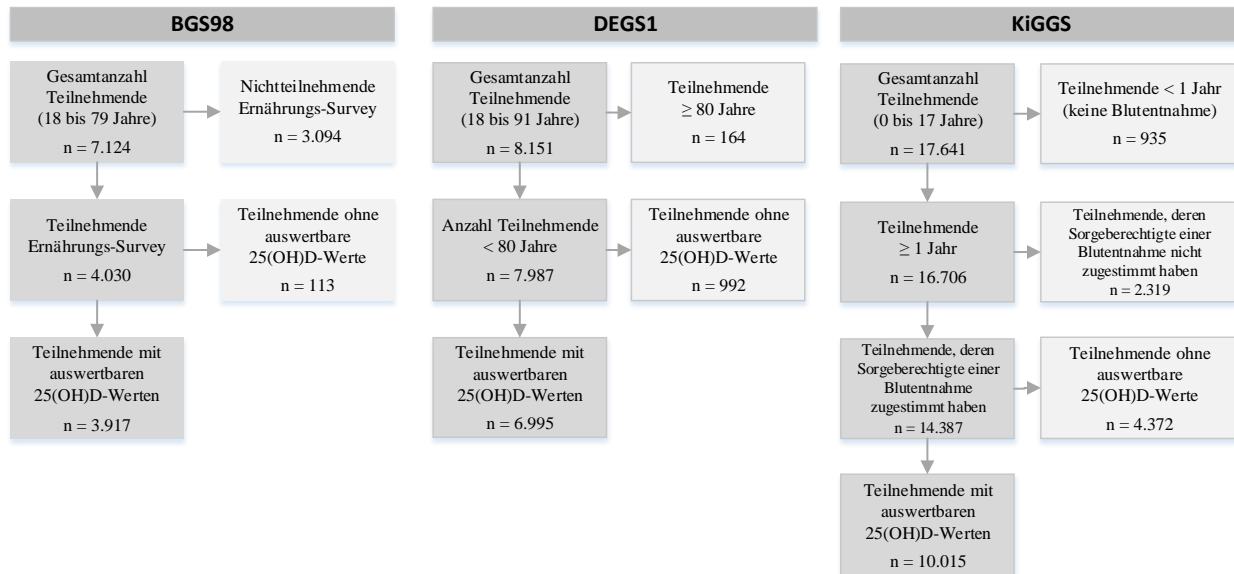 BGS98
Gesamtanzahl
Teilnehmende
(18 bis 79 Jahre)
n = 7.124
Nichtteilnehmende
Ernährungs-Survey
n = 3.094
Teilnehmende
Ernährungs-Survey
n = 4.030
Teilnehmende ohne
auswertbare
25(OH)D-Werte
n = 113
Teilnehmende mit
auswertbaren
25(OH)D-Werten
n = 3.917
DEGS1
Gesamtanzahl
Teilnehmende
(18 bis 91 Jahre)
n = 8.151
Teilnehmende
≥ 80 Jahre
n = 164
Anzahl Teilnehmende
< 80 Jahre
n = 7.987
Teilnehmende ohne
auswertbare
25(OH)D-Werte
n = 992
Teilnehmende mit
auswertbaren
25(OH)D-Werten
n = 6.995
KiGGS
Gesamtanzahl
Teilnehmende
(0 bis 17 Jahre)
n = 17.641
Teilnehmende < 1 Jahr
(keine Blutentnahme)
n = 935
Teilnehmende
≥ 1 Jahr
n = 16.706
Teilnehmende, deren
Sorgeberechtigte einer
Blutentnahme nicht
zugestimmt haben
n = 2.319
Teilnehmende, deren
Sorgeberechtigte einer
Blutentnahme
zugestimmt haben
n = 14.387
Teilnehmende ohne
auswertbare
25(OH)D-Werte
n = 4.372
Teilnehmende mit
auswertbaren
25(OH)D-Werten
n = 10.015